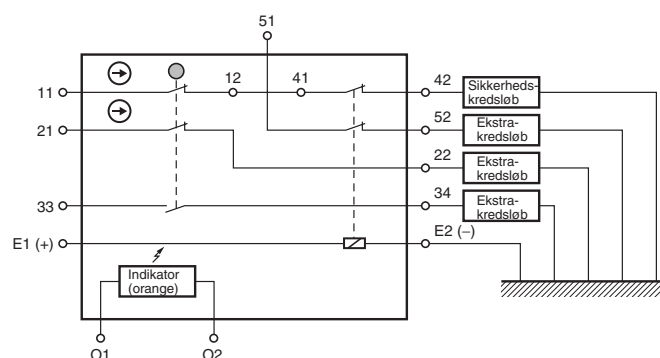 51
11
12
41
42
Sikkerheds-
kredsløb
21
52
Ekstra-
kredsløb
22
Ekstra-
kredsløb
33
34
Ekstra-
kredsløb
E1 (+)
E2 (–)
Indikator
(orange)
O1
O2